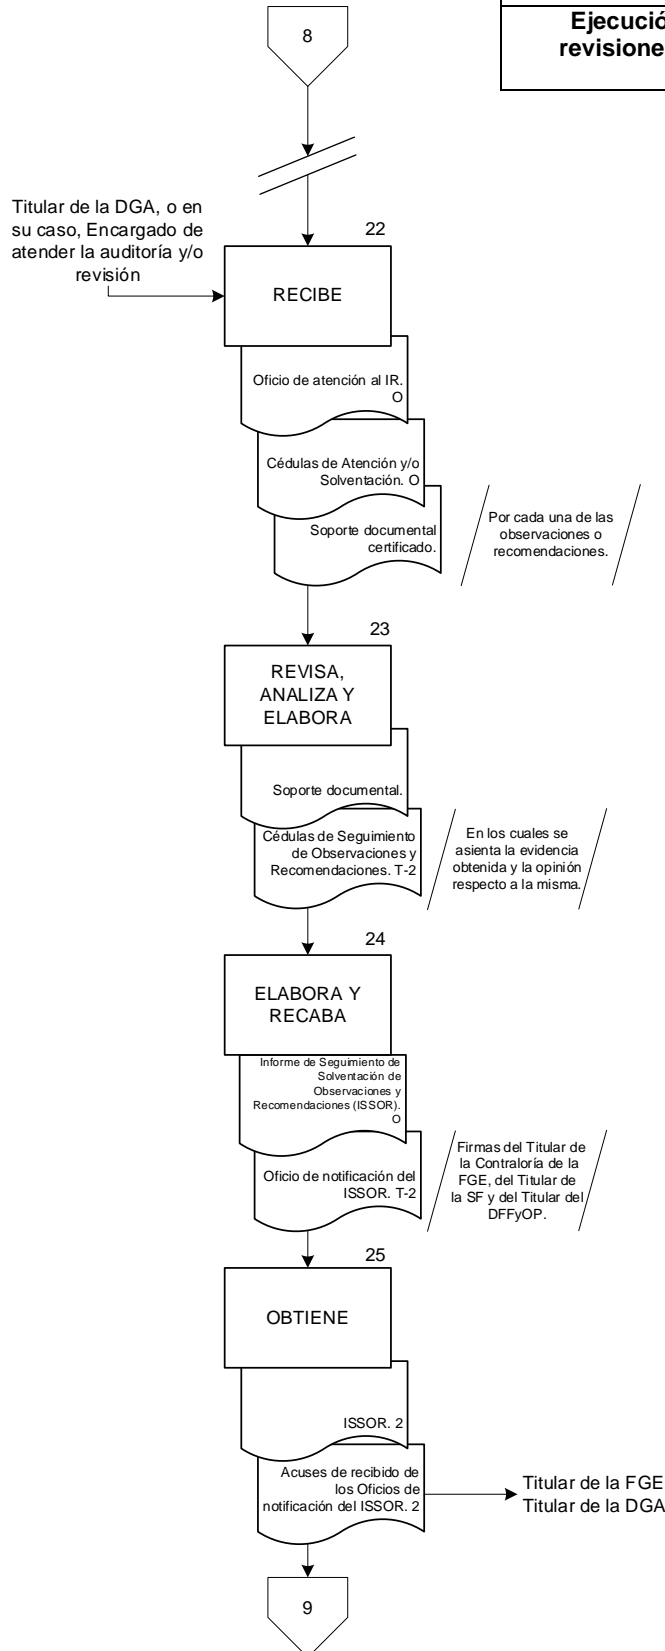 8
Ejecució
revisione
Titular de la DGA, o en
su caso, Encargado de
atender la auditoría y/o
revisión
22
RECIBE
Oficio de atención al IR.
O
Cédulas de Atención y/o
Solventación. O
Soporte documental
certificado.
Por cada una de las
observaciones o
recomendaciones.
23
REVISA,
ANALIZA Y
ELABORA
Soporte documental.
Cédulas de Seguimiento
de Observaciones y
Recomendaciones. T-2
En los cuales se
asienta la evidencia
obtenida y la opinión
respecto a la misma.
24
ELABORA Y
RECABA
Informe de Seguimiento de
Solventación de
Observaciones y
Recomendaciones (ISSOR).
O
Oficio de notificación del
ISSOR. T-2
Firmas del Titular de
la Contraloría de la
FGE, del Titular de
la SF y del Titular del
DFFyOP.
25
OBTIENE
ISSOR. 2
Acuses de recibido de
los Oficios de
notificación del ISSOR. 2
Titular de la FGE
Titular de la DGA
9